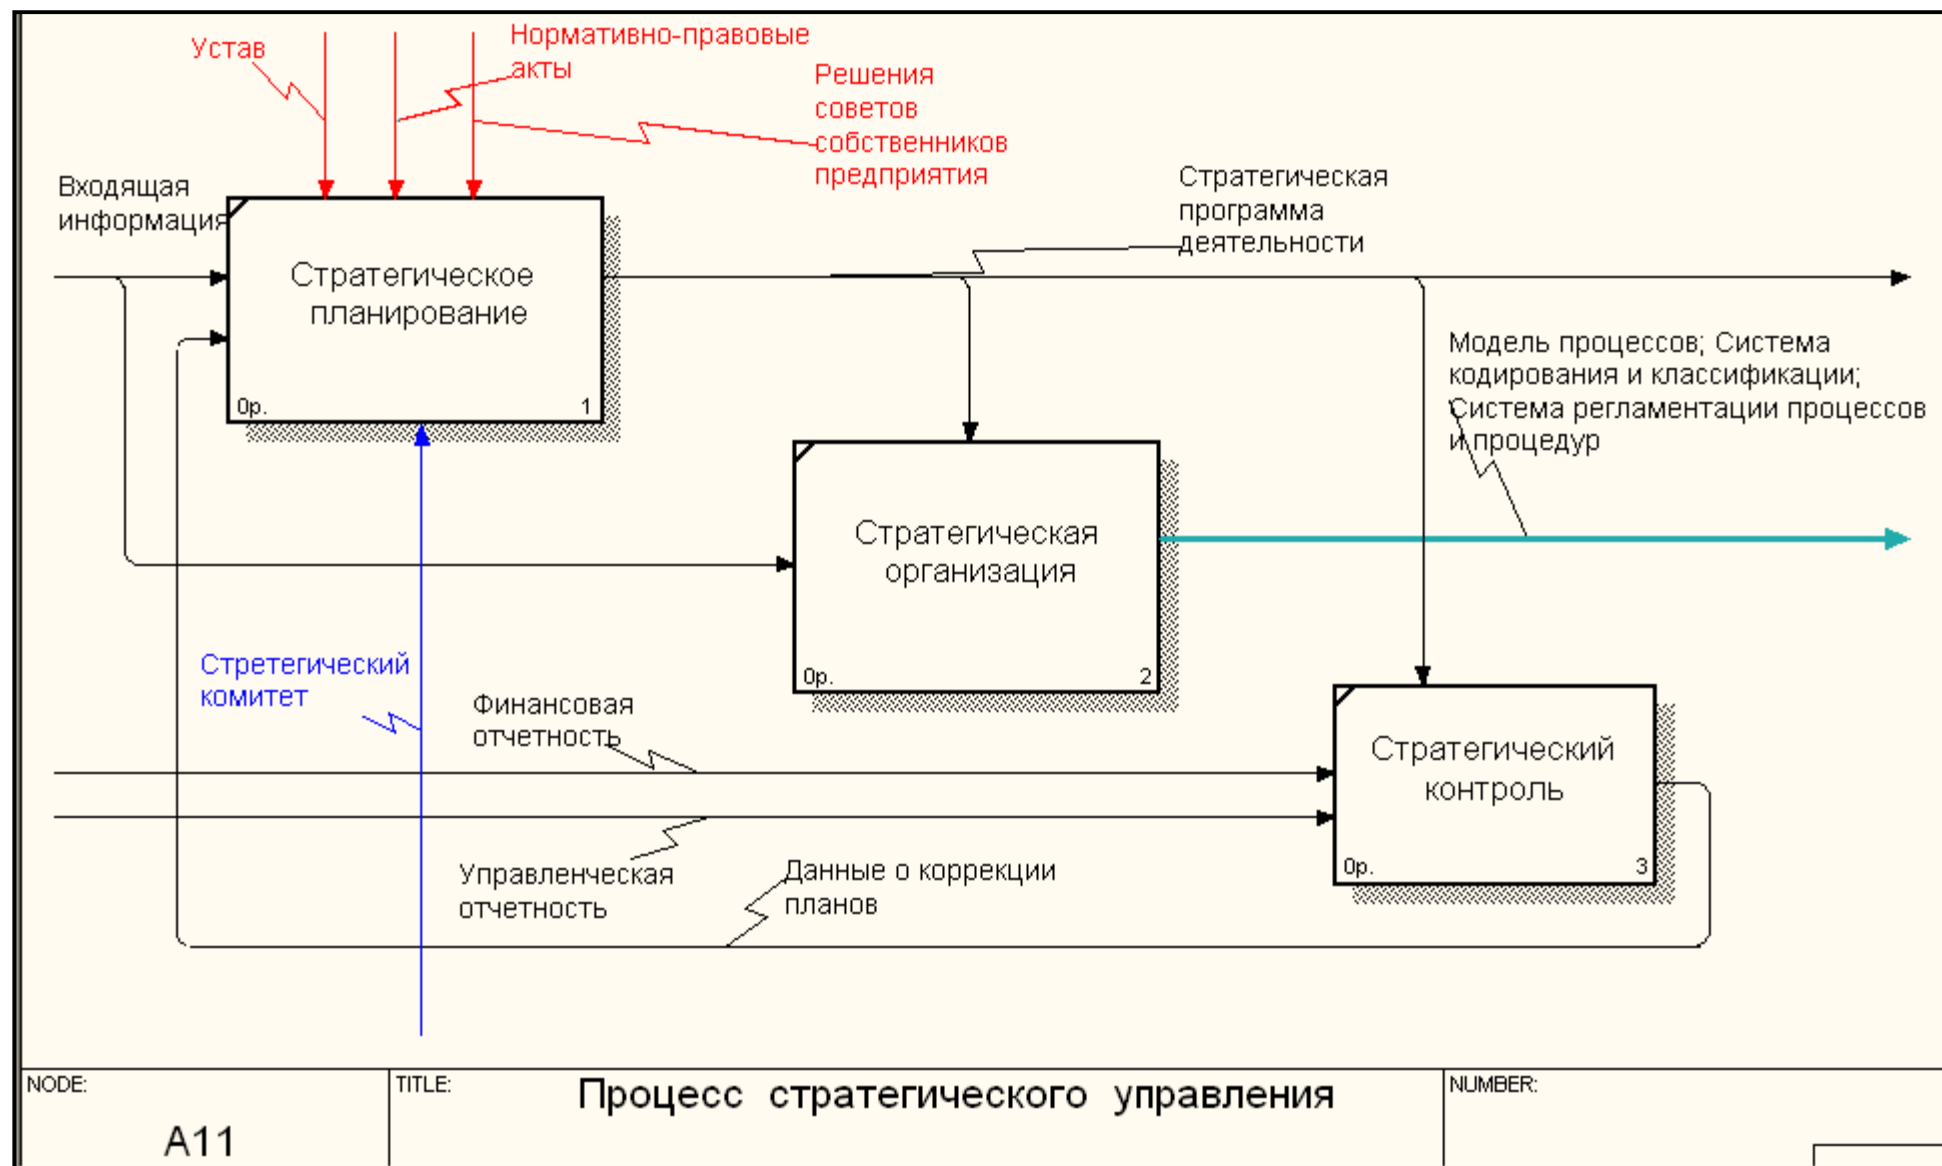 Устав
Нормативно-правовые
акты
Решения
советов
собственников
предприятия
Входящая
информация
Стратегическая
программа
деятельности
Стратегическое
планирование
0р.
1
Модель процессов; Система
кодирования и классификации;
Система регламентации процессов
и процедур
Стратегическая
организация
0р.
2
Стретегический
комитет
Финансовая
отчетность
Стратегический
контроль
0р.
3
Управленческая
отчетность
Данные о коррекции
планов
NODE:
A11
TITLE:
Процесс стратегического управления
NUMBER: